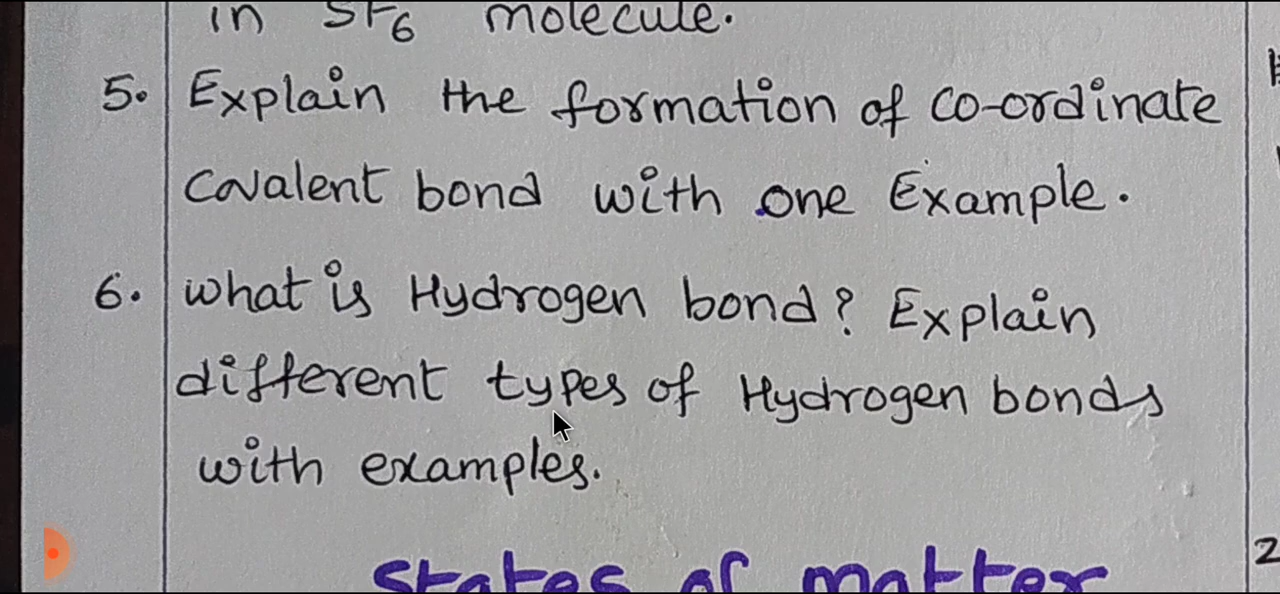 in SF6 molecule.
5. Explain the formation of co-ordinate
covalent bond with one Example.
6. what is Hydrogen bond? Explain
different types of Hydrogen bonds
with examples.
states of matter
2